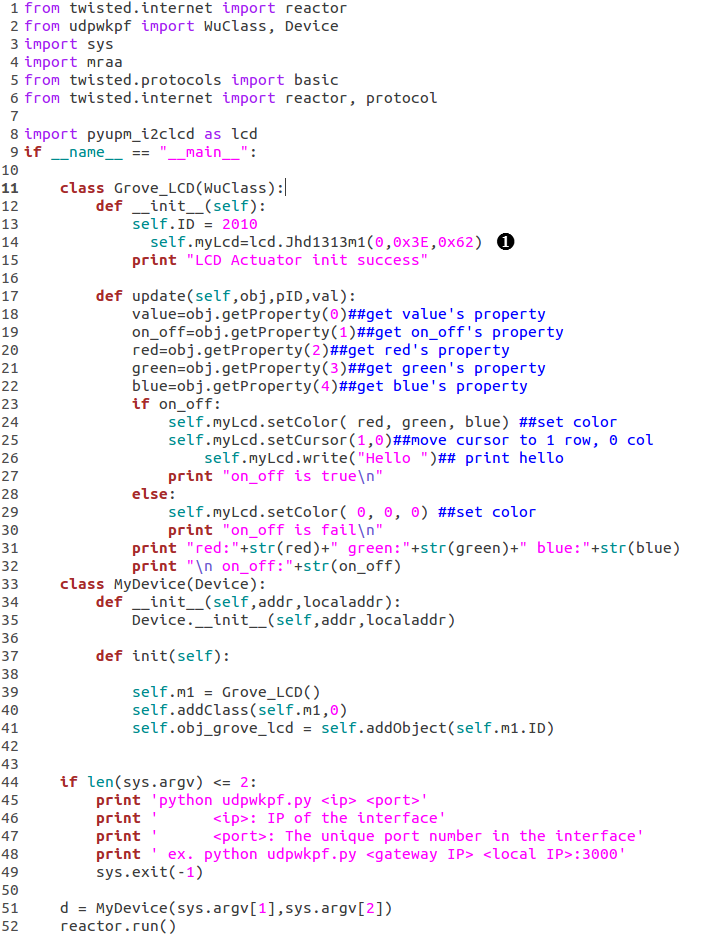 1 from twisted.internet import reactor
2 from udpwkpf import WuClass, Device
3 import sys
4 import mraa
5 from twisted.protocols import basic
6 from twisted.internet import reactor, protocol
7
8 import pyupm_i2clcd as lcd
9 if __name__ == "__main__":
10
11     class Grove_LCD(WuClass):
12         def __init__(self):
13             self.ID = 2010
14               self.myLcd=lcd.Jhd1313m1(0,0x3E,0x62) ❶
15             print "LCD Actuator init success"
16
17         def update(self,obj,pID,val):
18             value=obj.getProperty(0)##get value's property
19             on_off=obj.getProperty(1)##get on_off's property
20             red=obj.getProperty(2)##get red's property
21             green=obj.getProperty(3)##get green's property
22             blue=obj.getProperty(4)##get blue's property
23             if on_off:
24                 self.myLcd.setColor( red, green, blue) ##set color
25                 self.myLcd.setCursor(1,0)##move cursor to 1 row, 0 col
26                     self.myLcd.write("Hello ")## print hello
27                 print "on_off is true\n"
28             else:
29                 self.myLcd.setColor( 0, 0, 0) ##set color
30                 print "on_off is fail\n"
31             print "red:"+str(red)+" green:"+str(green)+" blue:"+str(blue)
32             print "\n on_off:"+str(on_off)
33     class MyDevice(Device):
34         def __init__(self,addr,localaddr):
35             Device.__init__(self,addr,localaddr)
36
37         def init(self):
38
39             self.m1 = Grove_LCD()
40             self.addClass(self.m1,0)
41             self.obj_grove_lcd = self.addObject(self.m1.ID)
42
43
44     if len(sys.argv) <= 2:
45         print 'python udpwkpf.py <ip> <port>'
46         print '      <ip>: IP of the interface'
47         print '      <port>: The unique port number in the interface'
48         print ' ex. python udpwkpf.py <gateway IP> <local IP>:3000'
49         sys.exit(-1)
50
51     d = MyDevice(sys.argv[1],sys.argv[2])
52     reactor.run()